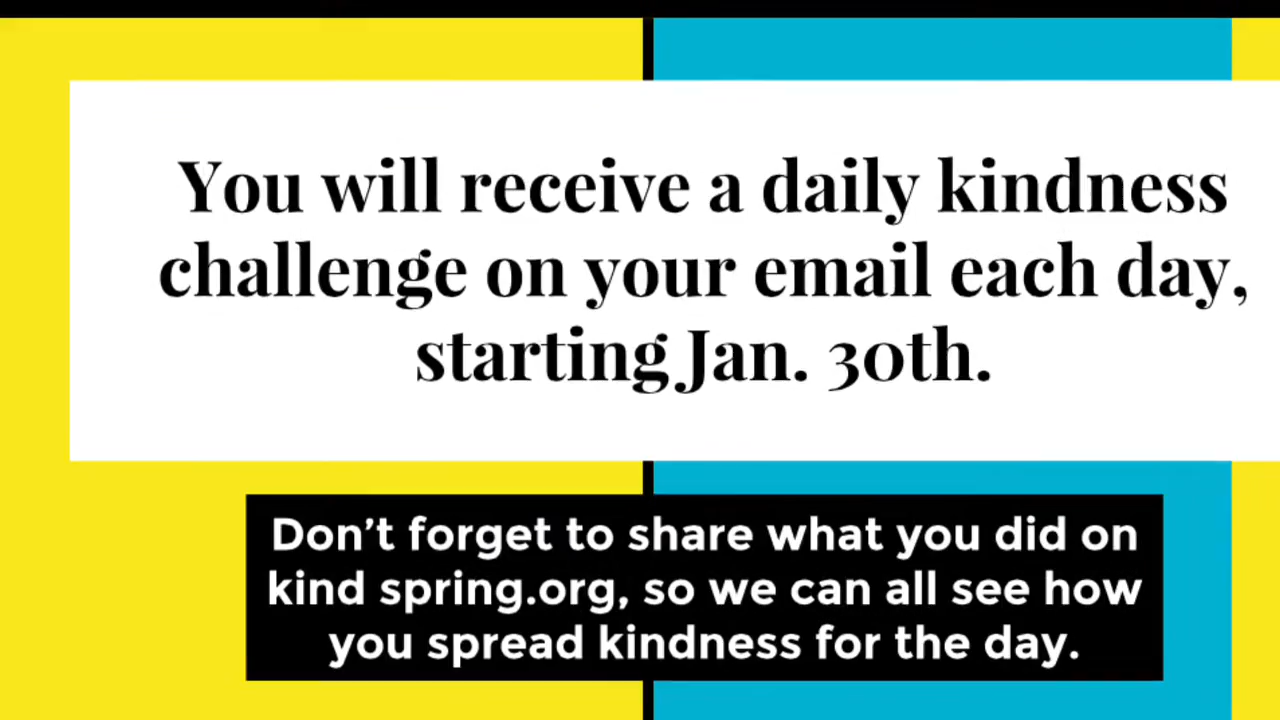 You will receive a daily kindness
challenge on your email each day,
starting Jan. 30th.
Don’t forget to share what you did on
kind spring.org, so we can all see how
you spread kindness for the day.